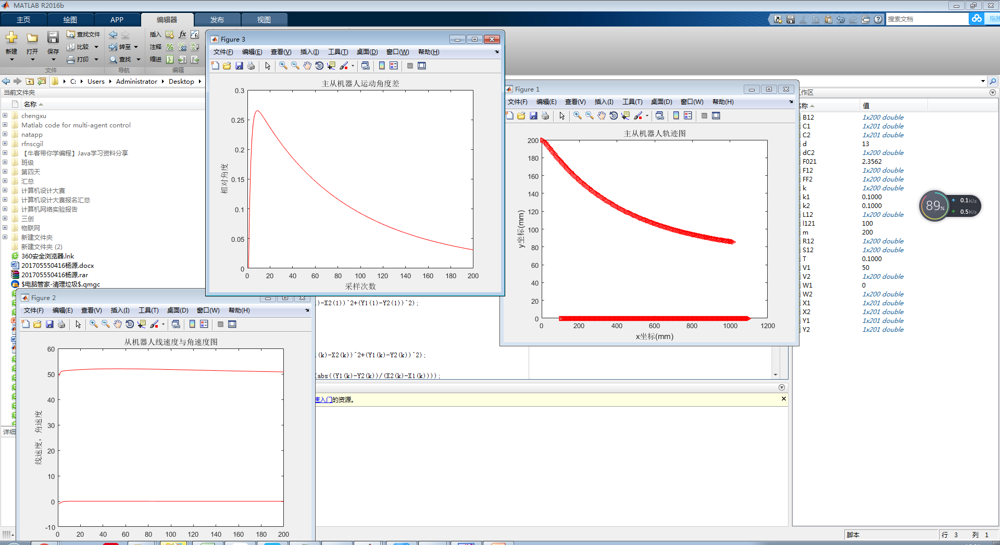 MATLAB R2016b
主页
绘图
APP
编辑器
发布
视图
搜索文档
新建
打开
保存
查找文件
比较
打印
文件
转至
查找
导航
插入
注释
缩进
编辑
C:
Users
Administrator
Desktop
当前文件夹
名称
chengxu
Matlab code for multi-agent control
natapp
rfnscgil
【牛客带你学编程】Java学习资料分享
班级
第四天
汇总
计算机设计大赛
计算机设计大赛报名汇总
计算机网络实验报告
三创
物联网
新建文件夹
新建文件夹 (2)
360安全浏览器.lnk
201705550416杨源.docx
201705550416杨源.rar
$电脑管家-清理垃圾$.qmgc
详细
Figure 3
文件(F) 编辑(E) 查看(V) 插入(I) 工具(T) 桌面(D) 窗口(W) 帮助(H)
主从机器人运动角度差
0.3
0.25
0.2
0.15
0.1
0.05
0
相对角度
0 20 40 60 80 100 120 140 160 180 200
采样次数
Figure 1
文件(F) 编辑(E) 查看(V) 插入(I) 工具(T) 桌面(D) 窗口(W) 帮助(H)
主从机器人轨迹图
200
180
160
140
120
100
80
60
40
20
0
y坐标(mm)
0 200 400 600 800 1000 1200
x坐标(mm)
Figure 2
文件(F) 编辑(E) 查看(V) 插入(I) 工具(T) 桌面(D) 窗口(W) 帮助(H)
从机器人线速度与角速度图
60
50
40
30
20
10
0
-10
线速度，角速度
0 20 40 60 80 100 120 140 160 180 200
)-X2(1))^2+(Y1(1)-Y2(1))^2);
(k)-X2(k))^2+(Y1(k)-Y2(k))^2);
(abs((Y1(k)-Y2(k))/(X2(k)-X1(k))));
速入门的资源。
工作区
名称 值
B12 1x200 double
C1 1x201 double
C2 1x201 double
d 13
dC2 1x200 double
F021 2.3562
F12 1x200 double
FF2 1x200 double
k 1x200 double
k1 0.1000
k2 0.1000
L12 1x200 double
l121 100
m 200
R12 1x200 double
S12 1x200 double
T 0.1000
V1 50
V2 1x200 double
W1 0
W2 1x200 double
X1 1x201 double
X2 1x201 double
Y1 1x201 double
Y2 1x201 double
89%
0.1K/s
0.5K/s
脚本
行 3 列 1